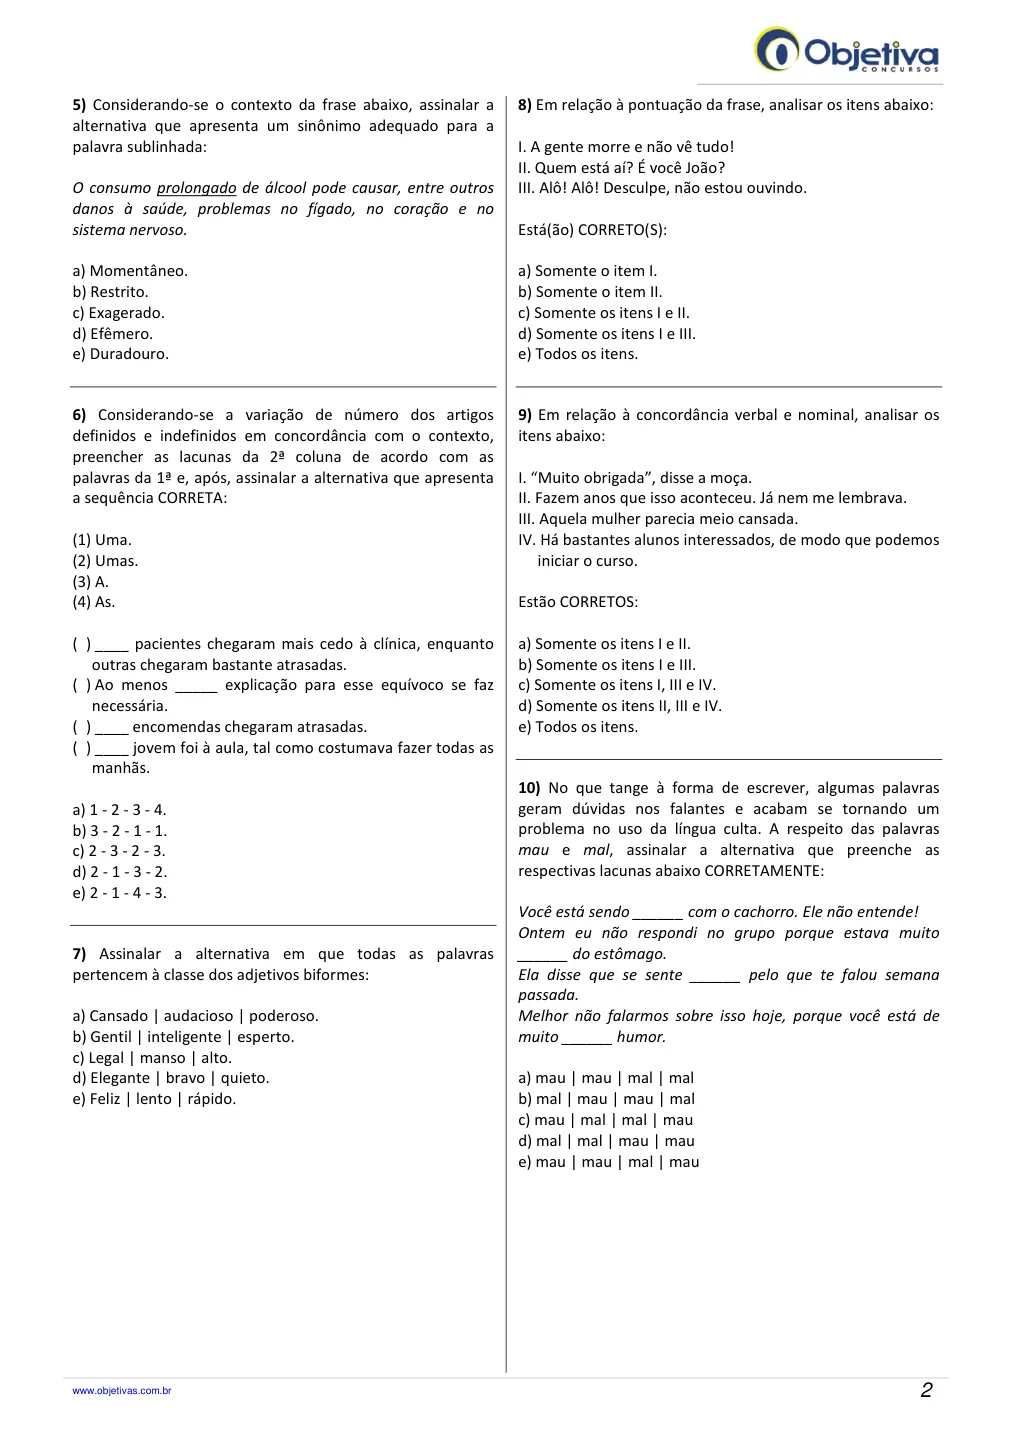 Objetiva
CONCURSOS
5) Considerando-se o contexto da frase abaixo, assinalar a
alternativa que apresenta um sinônimo adequado para a
palavra sublinhada:
O consumo prolongado de álcool pode causar, entre outros
danos à saúde, problemas no fígado, no coração e no
sistema nervoso.
a) Momentâneo.
b) Restrito.
c) Exagerado.
d) Efêmero.
e) Duradouro.
6) Considerando-se a variação de número dos artigos
definidos e indefinidos em concordância com o contexto,
preencher as lacunas da 2ª coluna de acordo com as
palavras da 1ª e, após, assinalar a alternativa que apresenta
a sequência CORRETA:
(1) Uma.
(2) Umas.
(3) A.
(4) As.
( ) ____ pacientes chegaram mais cedo à clínica, enquanto
outras chegaram bastante atrasadas.
( ) Ao menos _____ explicação para esse equívoco se faz
necessária.
( ) ____ encomendas chegaram atrasadas.
( ) ____ jovem foi à aula, tal como costumava fazer todas as
manhãs.
a) 1 - 2 - 3 - 4.
b) 3 - 2 - 1 - 1.
c) 2 - 3 - 2 - 3.
d) 2 - 1 - 3 - 2.
e) 2 - 1 - 4 - 3.
7) Assinalar a alternativa em que todas as palavras
pertencem à classe dos adjetivos biformes:
a) Cansado | audacioso | poderoso.
b) Gentil | inteligente | esperto.
c) Legal | manso | alto.
d) Elegante | bravo | quieto.
e) Feliz | lento | rápido.
8) Em relação à pontuação da frase, analisar os itens abaixo:
I. A gente morre e não vê tudo!
II. Quem está aí? É você João?
III. Alô! Alô! Desculpe, não estou ouvindo.
Está(ão) CORRETO(S):
a) Somente o item I.
b) Somente o item II.
c) Somente os itens I e II.
d) Somente os itens I e III.
e) Todos os itens.
9) Em relação à concordância verbal e nominal, analisar os
itens abaixo:
I. “Muito obrigada”, disse a moça.
II. Fazem anos que isso aconteceu. Já nem me lembrava.
III. Aquela mulher parecia meio cansada.
IV. Há bastantes alunos interessados, de modo que podemos
iniciar o curso.
Estão CORRETOS:
a) Somente os itens I e II.
b) Somente os itens I e III.
c) Somente os itens I, III e IV.
d) Somente os itens II, III e IV.
e) Todos os itens.
10) No que tange à forma de escrever, algumas palavras
geram dúvidas nos falantes e acabam se tornando um
problema no uso da língua culta. A respeito das palavras
mau e mal, assinalar a alternativa que preenche as
respectivas lacunas abaixo CORRETAMENTE:
Você está sendo ______ com o cachorro. Ele não entende!
Ontem eu não respondi no grupo porque estava muito
______ do estômago.
Ela disse que se sente ______ pelo que te falou semana
passada.
Melhor não falarmos sobre isso hoje, porque você está de
muito ______ humor.
a) mau | mau | mal | mal
b) mal | mau | mau | mal
c) mau | mal | mal | mau
d) mal | mal | mau | mau
e) mau | mau | mal | mau
www.objetivas.com.br
2